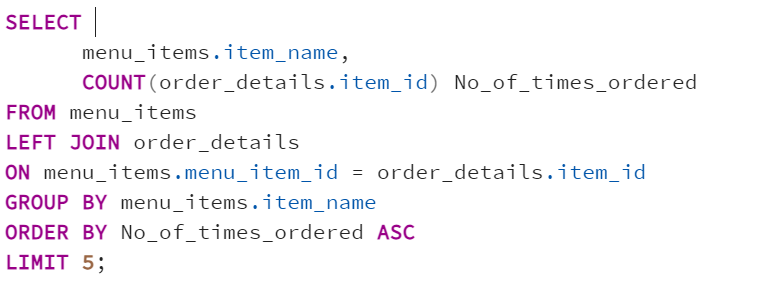 SELECT
menu_items.item_name,
COUNT(order_details.item_id) No_of_times_ordered
FROM menu_items
LEFT JOIN order_details
ON menu_items.menu_item_id = order_details.item_id
GROUP BY menu_items.item_name
ORDER BY No_of_times_ordered ASC
LIMIT 5;